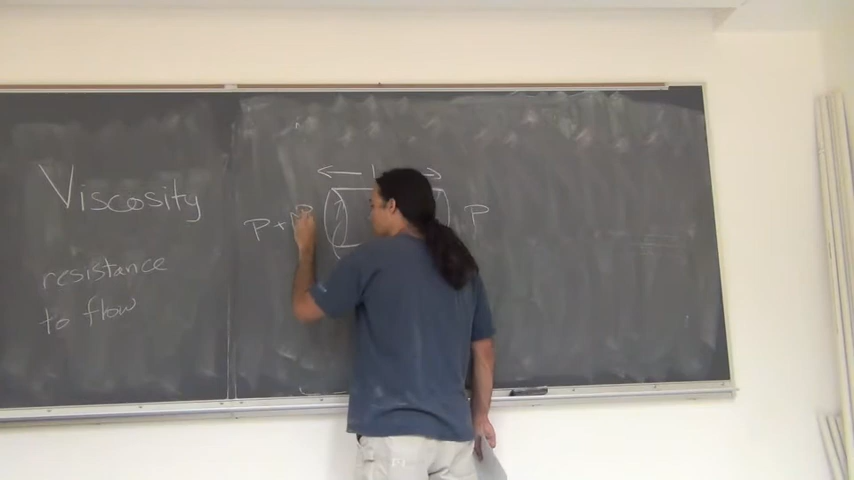 Viscosity
resistance
to flow
P +
P